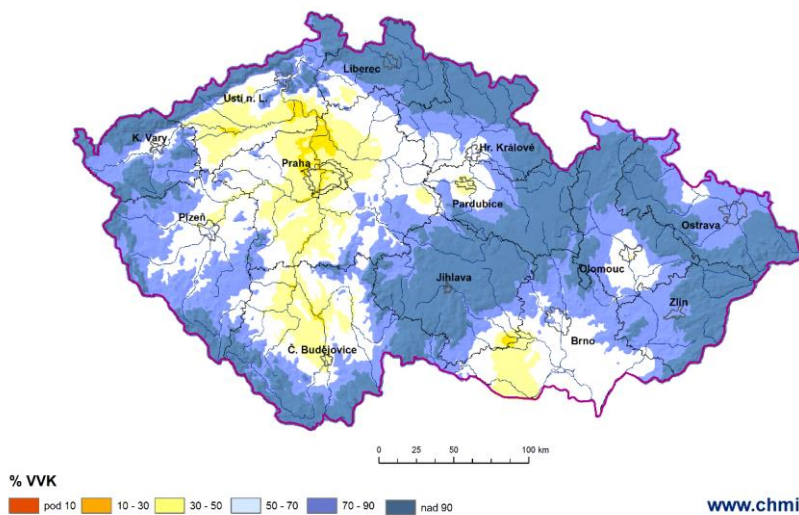 Liberec
Ústí n. L.
K. Vary
Hr. Králové
Praha
Pardubice
Plzeň
Ostrava
Olomouc
Jihlava
Zlín
Brno
Č. Budějovice
0 25 50 100 km
% VVK
pod 10 10 - 30 30 - 50 50 - 70 70 - 90 nad 90
www.chmi